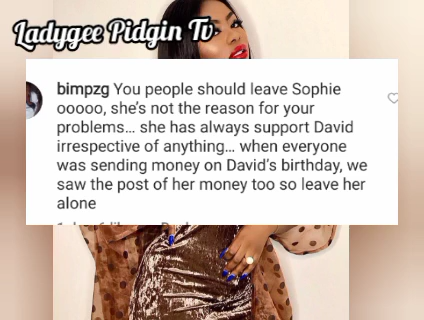 Ladygee Pidgin Tv
bimpzg You people should leave Sophie
ooooo, she's not the reason for your
problems... she has always support David
irrespective of anything... when everyone
was sending money on David's birthday, we
saw the post of her money too so leave her
alone